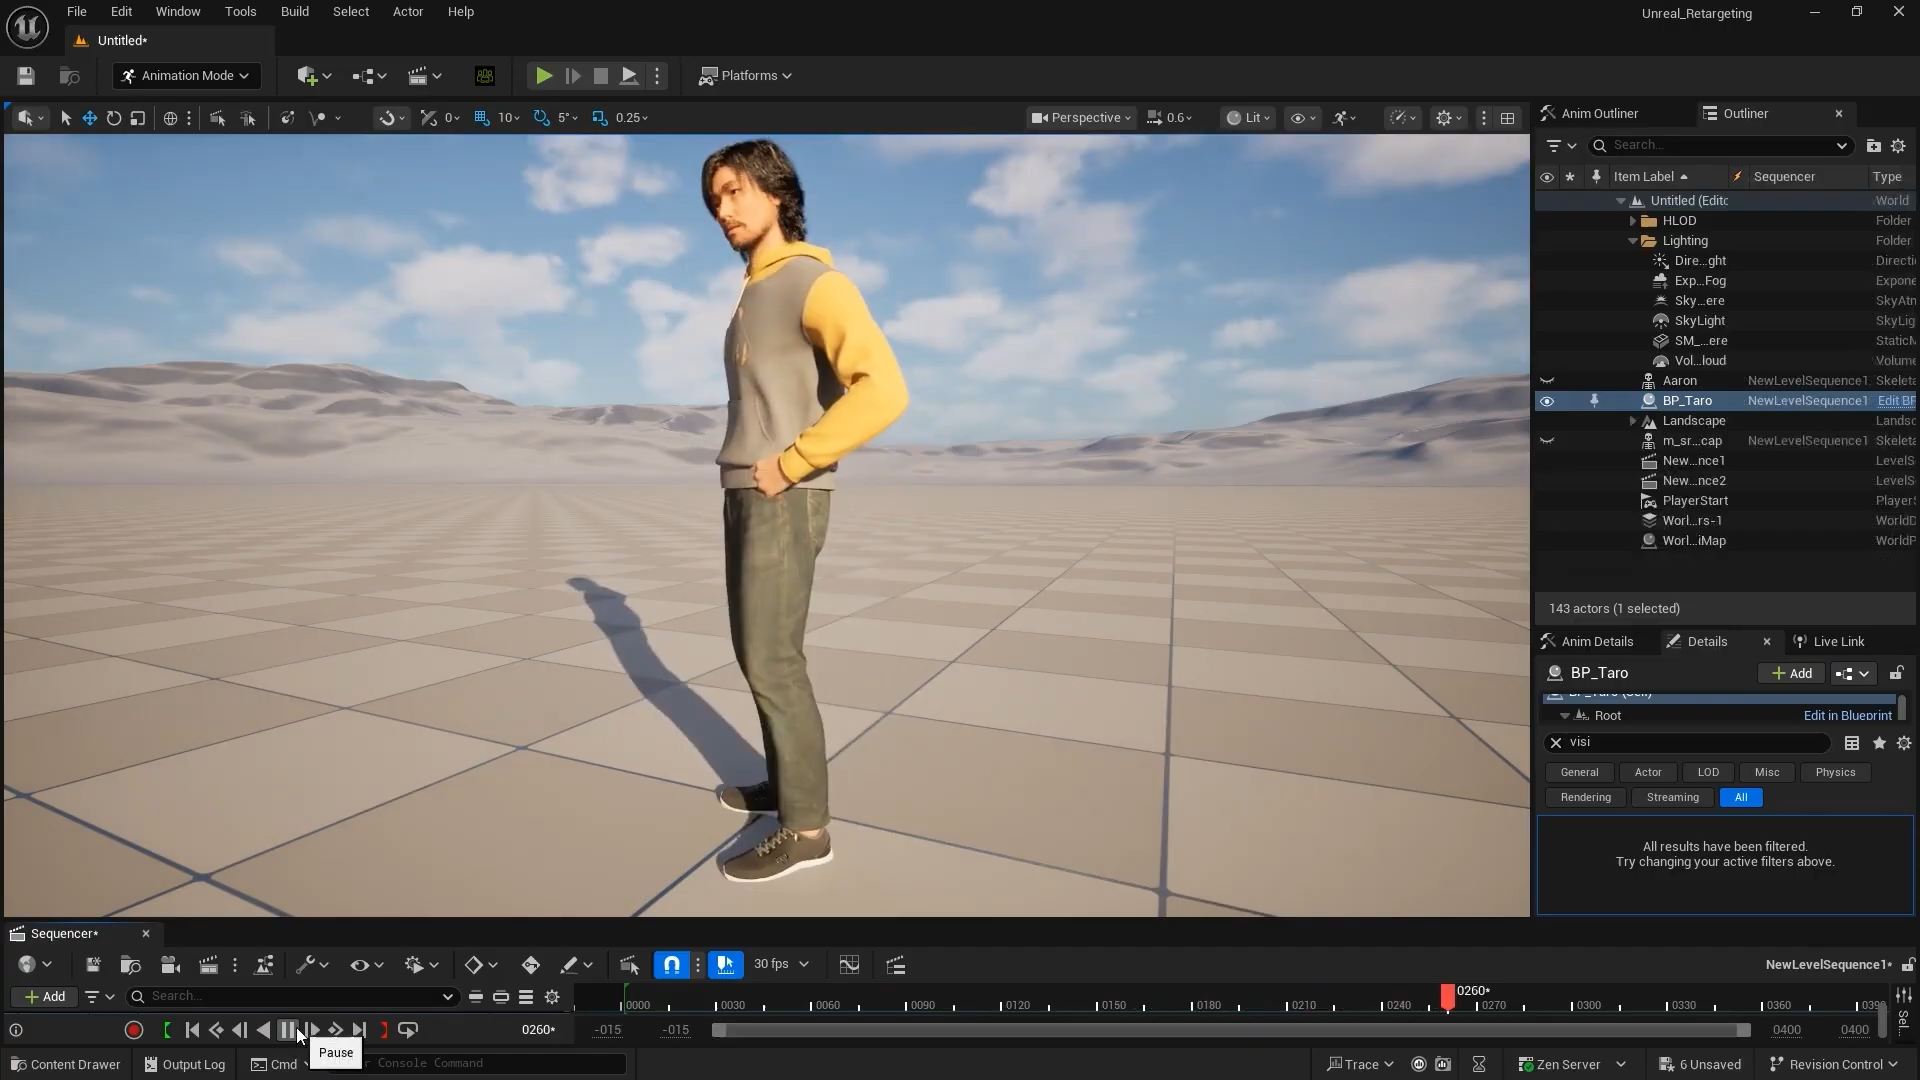 File Edit Window Tools Build Select Actor Help
Unreal_Retargeting
Untitled*
Animation Mode
Platforms
0 10 5° 0.25
Perspective 0.6 Lit
Anim Outliner Outliner
Search...
Item Label Sequencer Type
Untitled (Edito World
HLOD Folder
Lighting Folder
Dire...ght Directi
Exp...Fog Expone
Sky...ere SkyAtn
SkyLight SkyLig
SM_...ere StaticM
Vol...loud Volume
Aaron NewLevelSequence1 Skeleta
BP_Taro NewLevelSequence1 Edit BP
Landscape Landsc
m_sr...cap NewLevelSequence1 Skeleta
New...nce1 LevelS
New...nce2 LevelS
PlayerStart PlayerS
Worl...rs-1 WorldD
Worl...iMap WorldP
143 actors (1 selected)
Anim Details Details Live Link
BP_Taro Add
BP_Taro (Self)
Root Edit in Blueprint
visi
General Actor LOD Misc Physics
Rendering Streaming All
All results have been filtered.
Try changing your active filters above.
Sequencer*
30 fps
NewLevelSequence1*
Add Search...
0260*
0000 0030 0060 0090 0120 0150 0180 0210 0240 0270 0300 0330 0360 0390
Sel...
0260* -015 -015 0400 0400
Pause
Content Drawer Output Log Cmd r Console Command
Trace Zen Server 6 Unsaved Revision Control